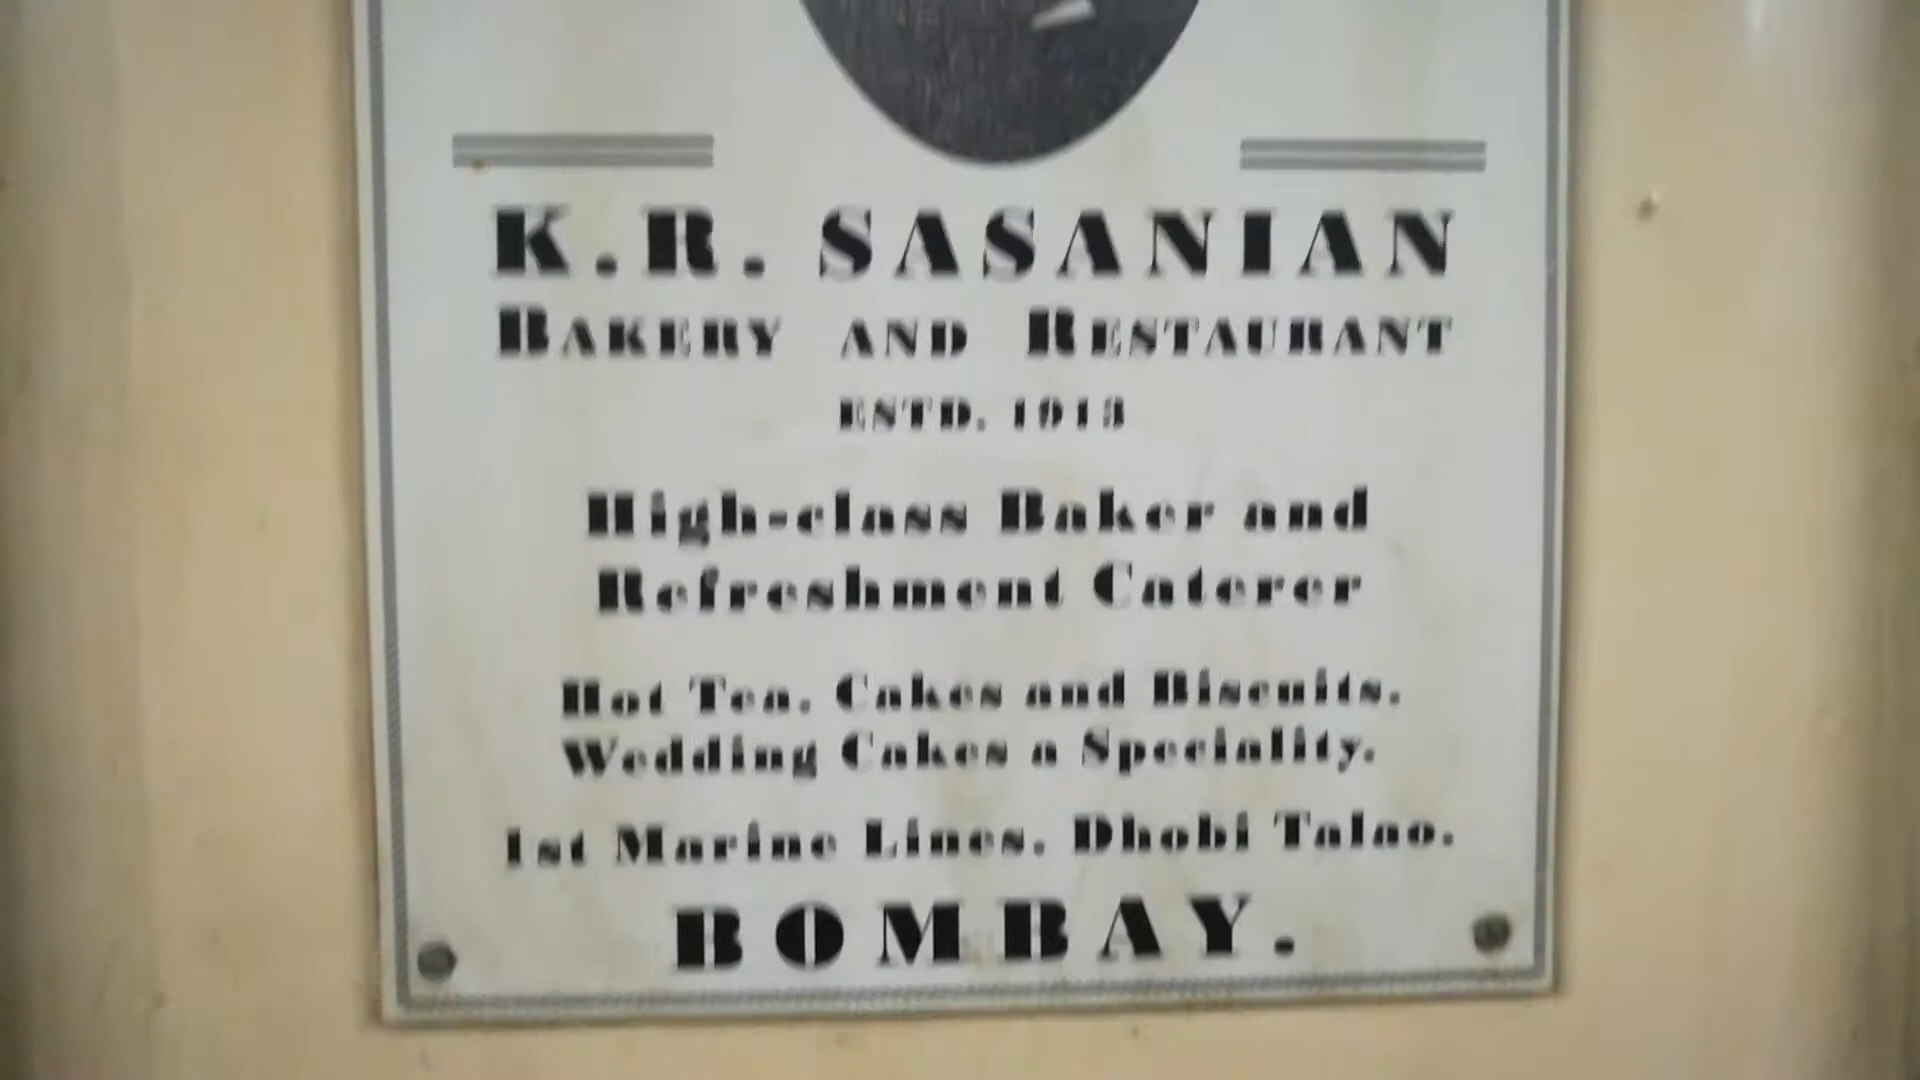 K.R. SASANIAN
BAKERY AND RESTAURANT
ESTD. 1913
High-class Baker and
Refreshment Caterer
Hot Tea, Cakes and Biscuits.
Wedding Cakes a Speciality.
1st Marine Lines, Dhobi Talao.
BOMBAY.